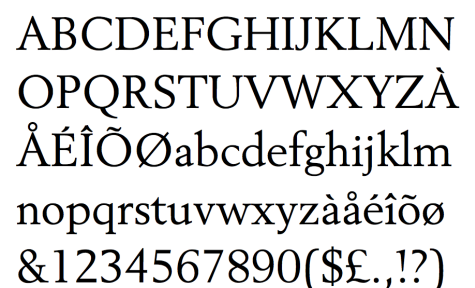 ABCDEFGHIJKLMN
OPQRSTUVWXYZÀ
ÅÉÎÕØabcdefghijklm
nopqrstuvwxyzàåéîõø
&1234567890($£.,!?)